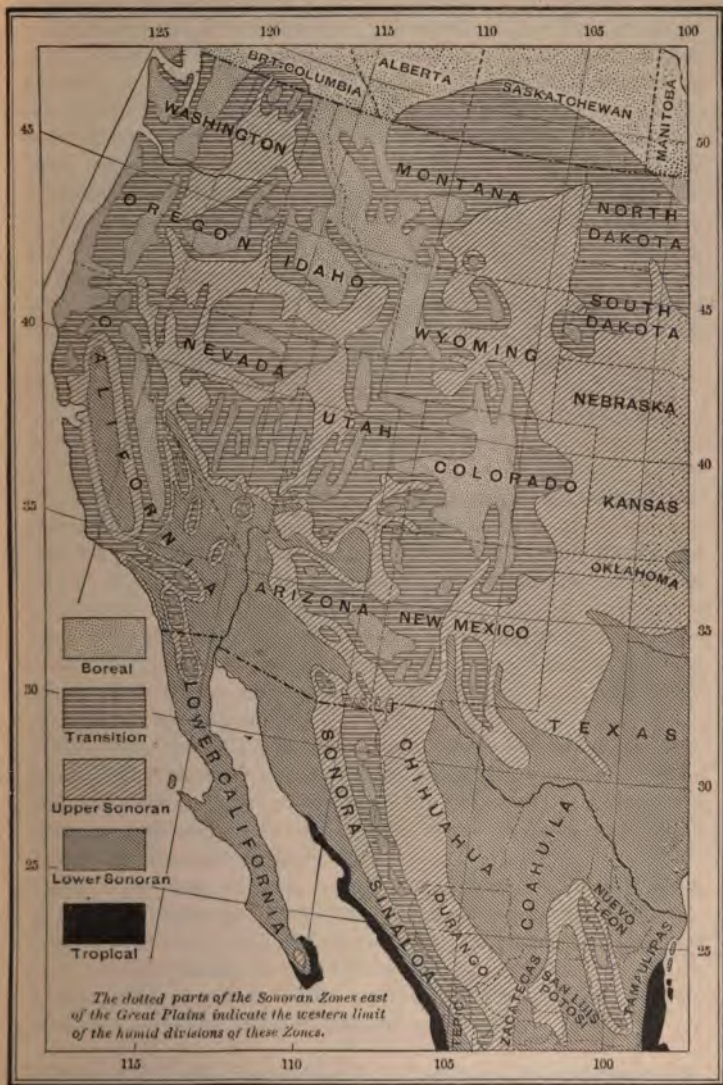 125 120 115 110 105 100
BRT. COLUMBIA
ALBERTA
SASKATCHEWAN
MANITOBA
WASHINGTON
45
50
MONTANA
NORTH
DAKOTA
OREGON
IDAHO
SOUTH
DAKOTA
45
40
WYOMING
NEVADA
NEBRASKA
CALIFORNIA
UTAH
COLORADO
40
KANSAS
35
OKLAHOMA
ARIZONA
NEW MEXICO
35
Boreal
30
LOWER CALIFORNIA
TEXAS
Transition
SONORA
CHIHUAHUA
30
Upper Sonoran
COAHUILA
25
Lower Sonoran
SINALOA
DURANGO
NUEVO
LEON
25
Tropical
ZACATECAS
SAN LUIS
POTOSI
TAMPULIPAS
TEPIC
The dotted parts of the Sonoran Zones east
of the Great Plains indicate the western limit
of the humid divisions of these Zones.
115 110 105 100